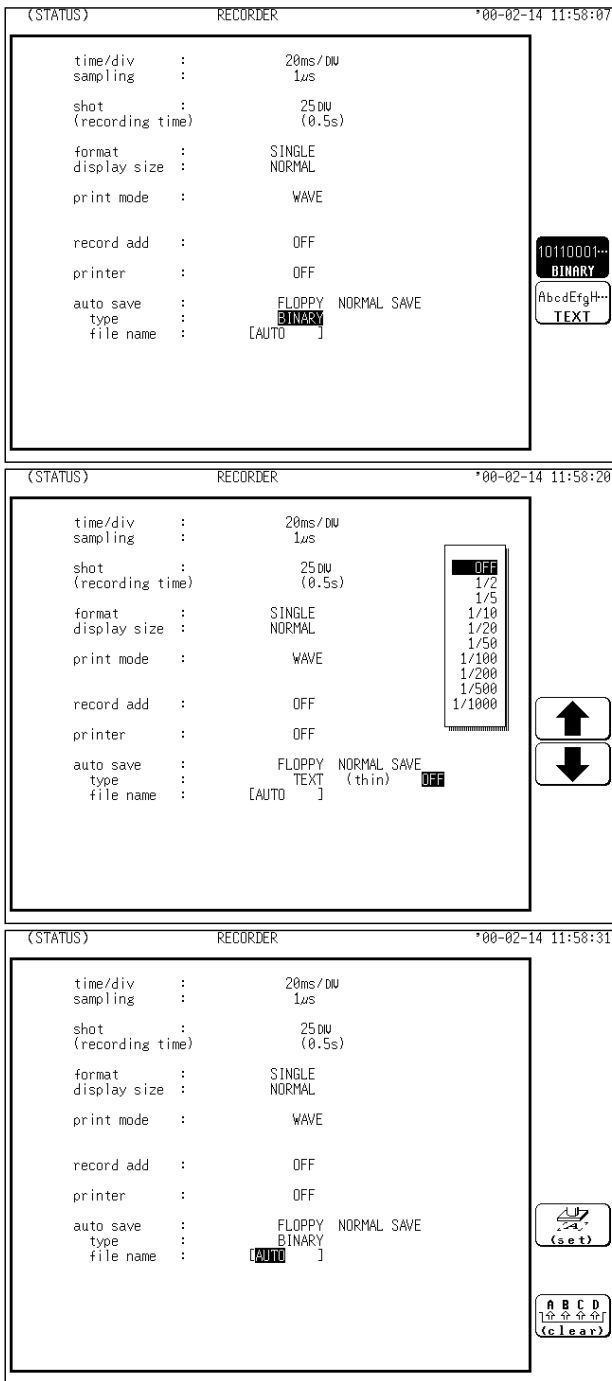 (STATUS) RECORDER '00-02-14 11:58:07
time/div : 20ms/DIV
sampling : 1μs
shot : 25DIV
(recording time) (0.5s)
format : SINGLE
display size : NORMAL
print mode : WAVE
record add : OFF
printer : OFF
auto save : FLOPPY NORMAL SAVE
type : BINARY
file name : [AUTO ]
10110001…
BINARY
AbcdEfgH…
TEXT
(STATUS) RECORDER '00-02-14 11:58:20
time/div : 20ms/DIV
sampling : 1μs
shot : 25DIV
(recording time) (0.5s)
format : SINGLE
display size : NORMAL
print mode : WAVE
record add : OFF
printer : OFF
auto save : FLOPPY NORMAL SAVE
type : TEXT (thin) OFF
file name : [AUTO ]
OFF
1/2
1/5
1/10
1/20
1/50
1/100
1/200
1/500
1/1000
(STATUS) RECORDER '00-02-14 11:58:31
time/div : 20ms/DIV
sampling : 1μs
shot : 25DIV
(recording time) (0.5s)
format : SINGLE
display size : NORMAL
print mode : WAVE
record add : OFF
printer : OFF
auto save : FLOPPY NORMAL SAVE
type : BINARY
file name : [AUTO ]
A
(set)
A B C D
(clear)